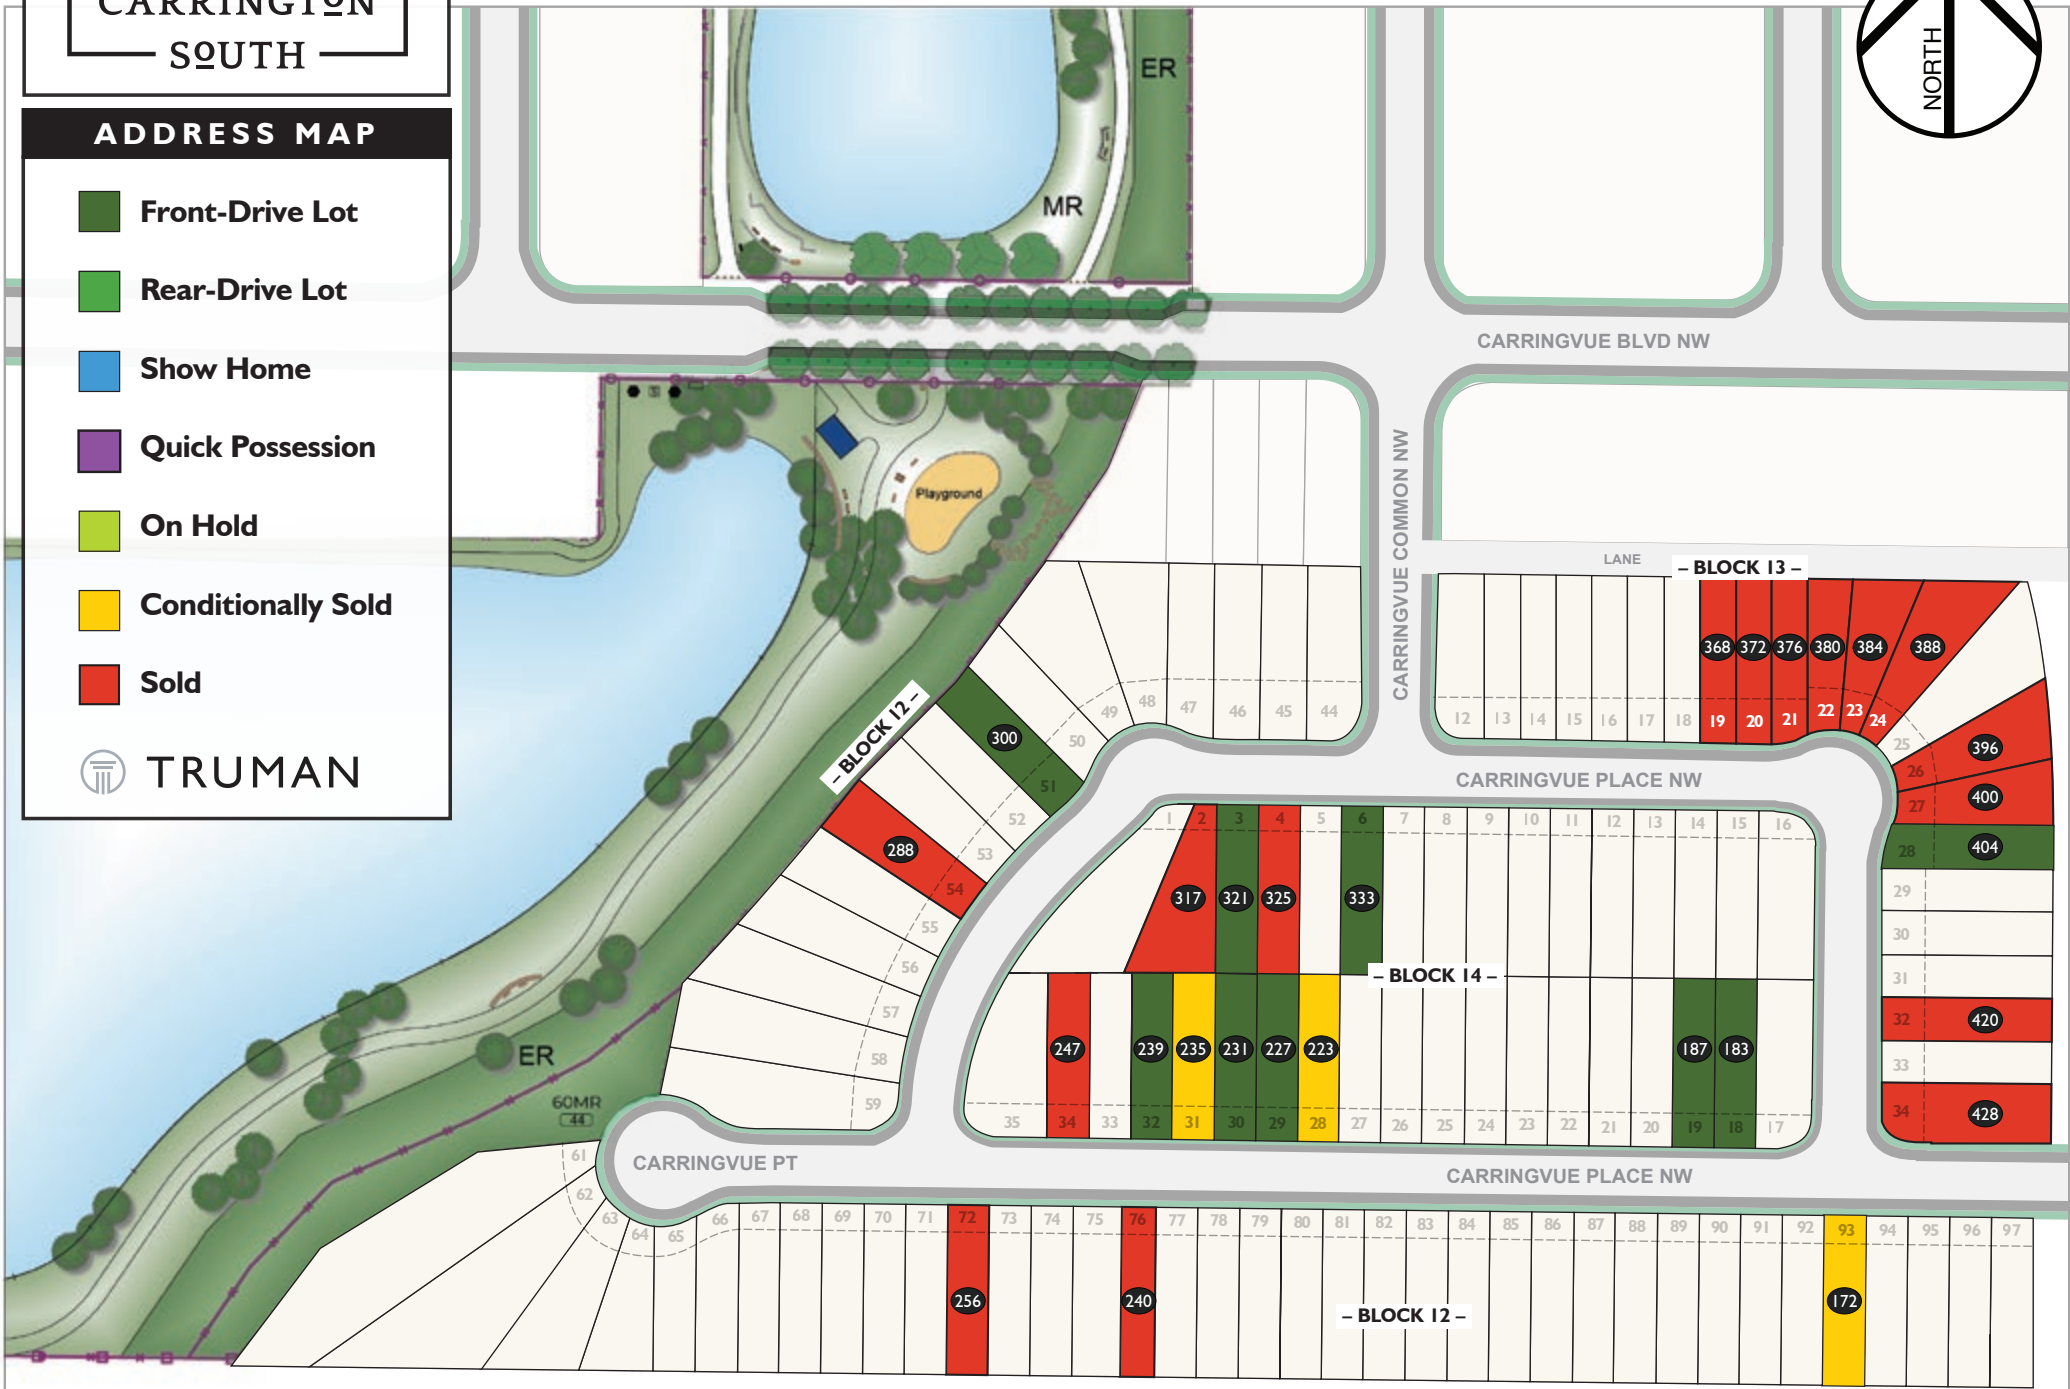 CARRINGTON
SOUTH
ADDRESS MAP
Front-Drive Lot
Rear-Drive Lot
Show Home
Quick Possession
On Hold
Conditionally Sold
Sold
TRUMAN
NORTH
ER
MR
CARRINGVUE BLVD NW
Playground
CARRINGVUE COMMON NW
LANE
– BLOCK 13 –
368 372 376 380 384 388
12 13 14 15 16 17 18 19 20 21 22 23 24
25
26 396
27 400
28 404
29
30
31
32 420
33
34 428
– BLOCK 12 –
44
45
46
47
48
49
50
300 51
52
53
288 54
55
56
57
58
59
CARRINGVUE PLACE NW
1 2 3 4 5 6 7 8 9 10 11 12 13 14 15 16
317 321 325 333
– BLOCK 14 –
247 239 235 231 227 223 187 183
35 34 33 32 31 30 29 28 27 26 25 24 23 22 21 20 19 18 17
ER
60MR
44
CARRINGVUE PT
CARRINGVUE PLACE NW
61
62
63
64
65
66 67 68 69 70 71 72 73 74 75 76 77 78 79 80 81 82 83 84 85 86 87 88 89 90 91 92 93 94 95 96 97
256 240 172
– BLOCK 12 –